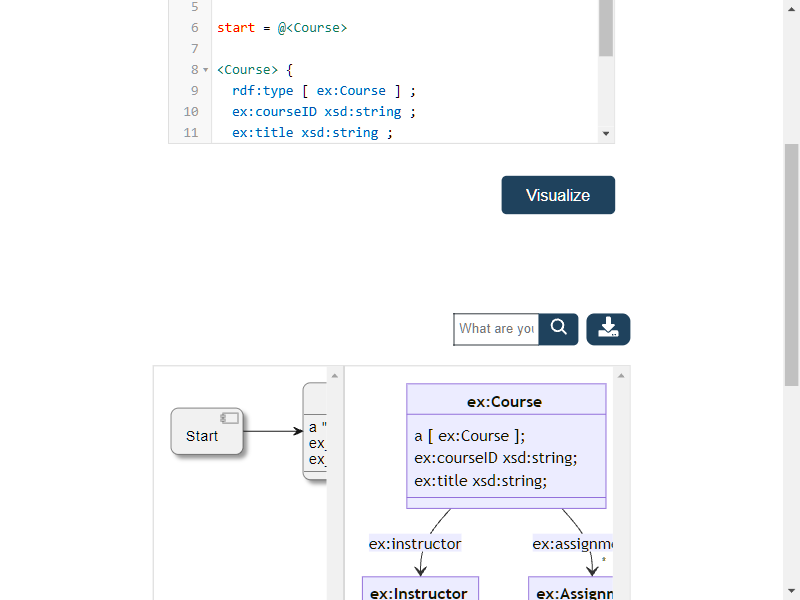 5
6 start = @<Course>
7
8 <Course> {
9 rdf:type [ ex:Course ] ;
10 ex:courseID xsd:string ;
11 ex:title xsd:string ;
Visualize
What are you
Start
a "
ex_
ex_
ex:Course
a [ ex:Course ];
ex:courseID xsd:string;
ex:title xsd:string;
ex:instructor
ex:assignme
*
ex:Instructor
ex:Assignm